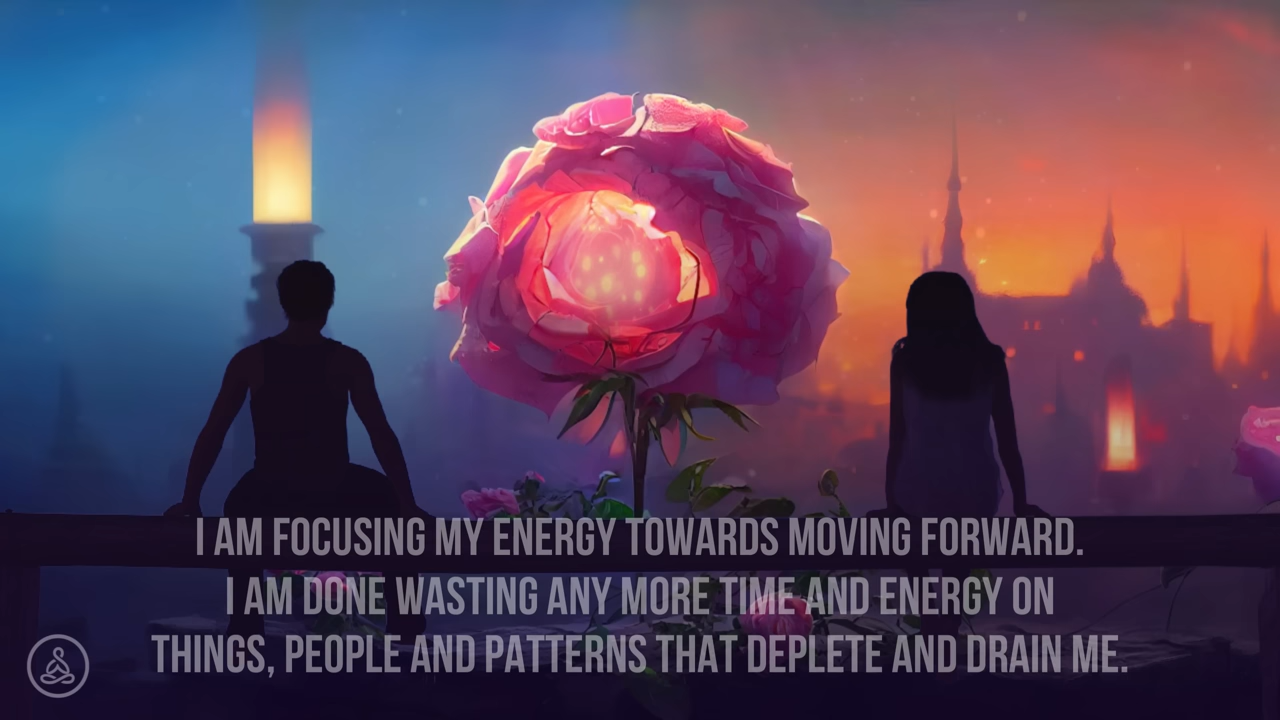 I AM FOCUSING MY ENERGY TOWARDS MOVING FORWARD.
I AM DONE WASTING ANY MORE TIME AND ENERGY ON
THINGS, PEOPLE AND PATTERNS THAT DEPLETE AND DRAIN ME.